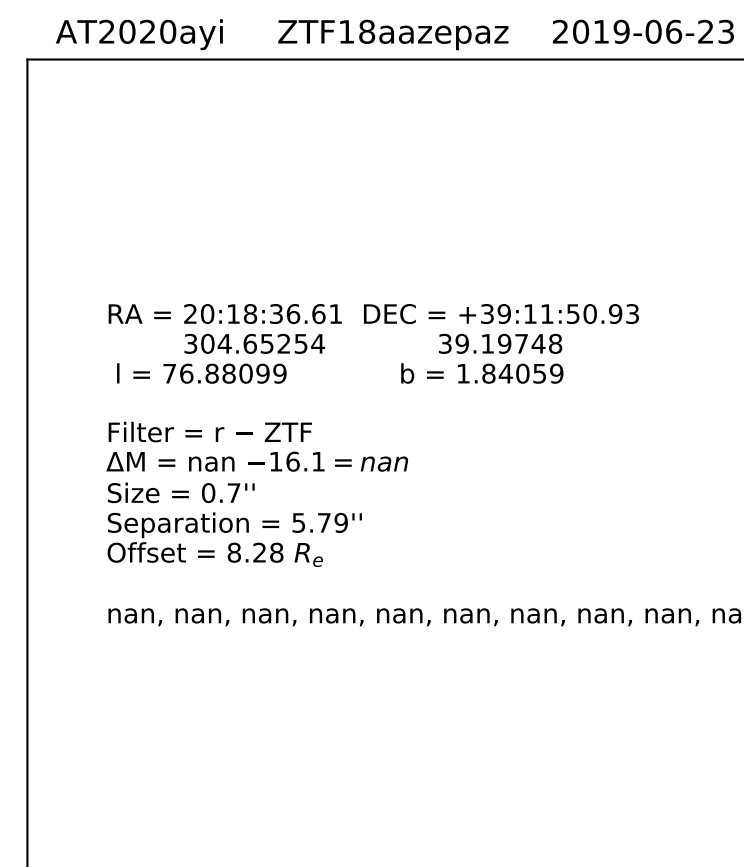 AT2020ayi ZTF18aazepaz 2019-06-23
RA = 20:18:36.61 DEC = +39:11:50.93
304.65254 39.19748
l = 76.88099 b = 1.84059
Filter = r − ZTF
ΔM = nan −16.1 = nan
Size = 0.7''
Separation = 5.79''
Offset = 8.28 Re
nan, nan, nan, nan, nan, nan, nan, nan, nan, na